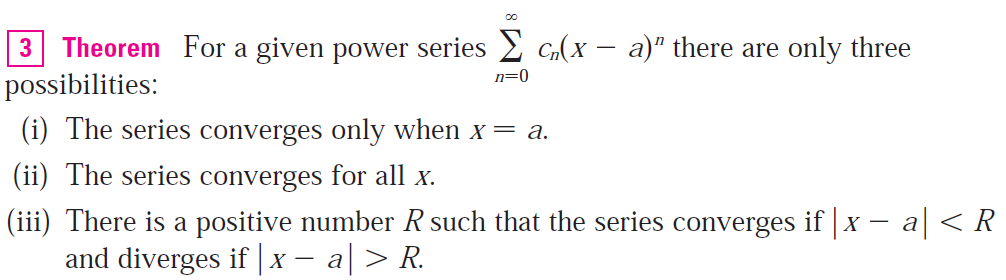 3 Theorem For a given power series ∑_{n=0}^{∞} cₙ(x − a)ⁿ there are only three
possibilities:
(i) The series converges only when x = a.
(ii) The series converges for all x.
(iii) There is a positive number R such that the series converges if |x − a| < R
and diverges if |x − a| > R.